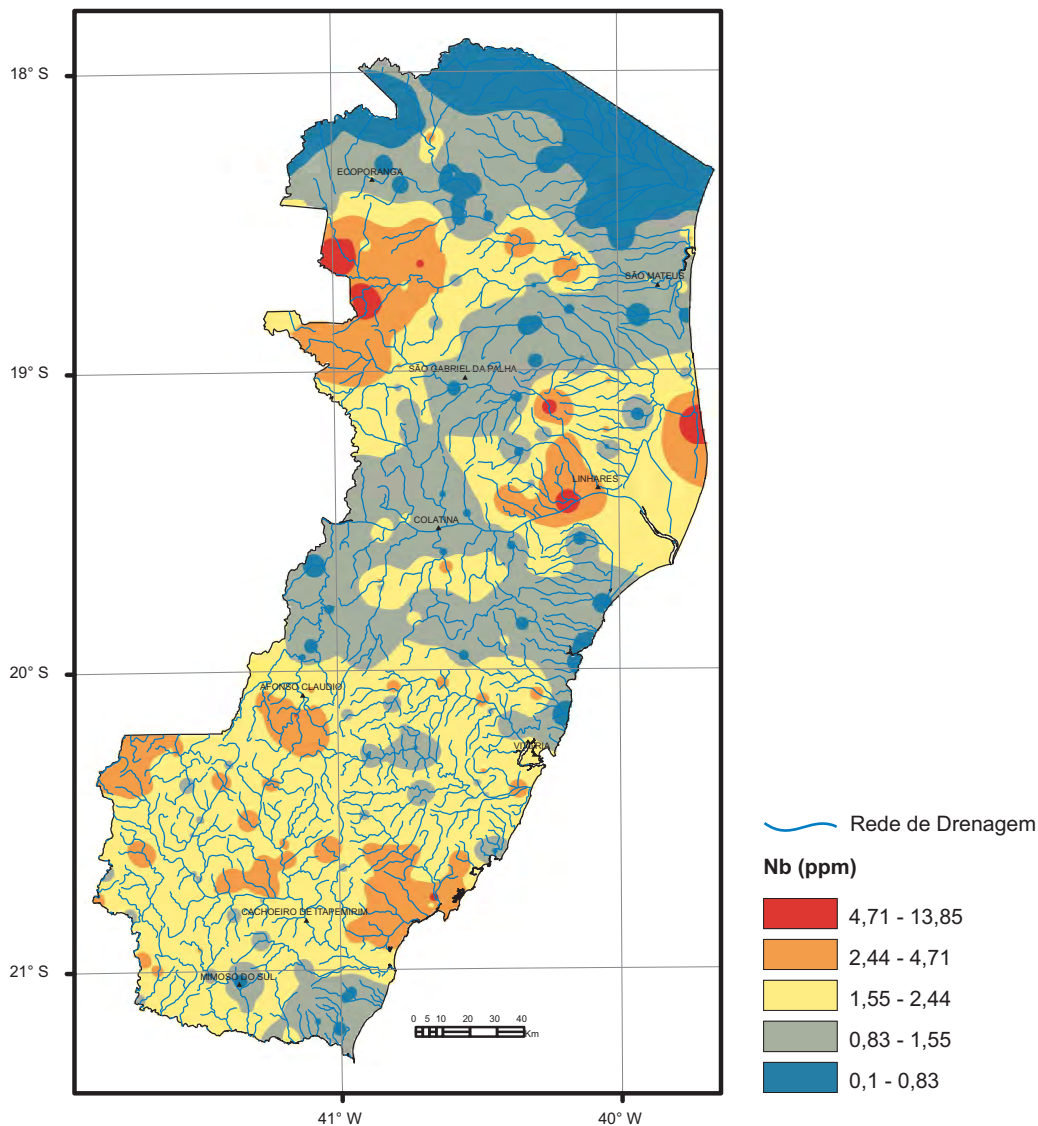 18° S
ECOPORANGA
SÃO MATEUS
19° S
SÃO GABRIEL DA PALHA
LINHARES
COLATINA
20° S
AFONSO CLAUDIO
VITÓRIA
CACHOEIRO DE ITAPEMIRIM
21° S
MIMOSO DO SUL
0 5 10 20 30 40
Km
41° W
40° W
Rede de Drenagem
Nb (ppm)
4,71 - 13,85
2,44 - 4,71
1,55 - 2,44
0,83 - 1,55
0,1 - 0,83